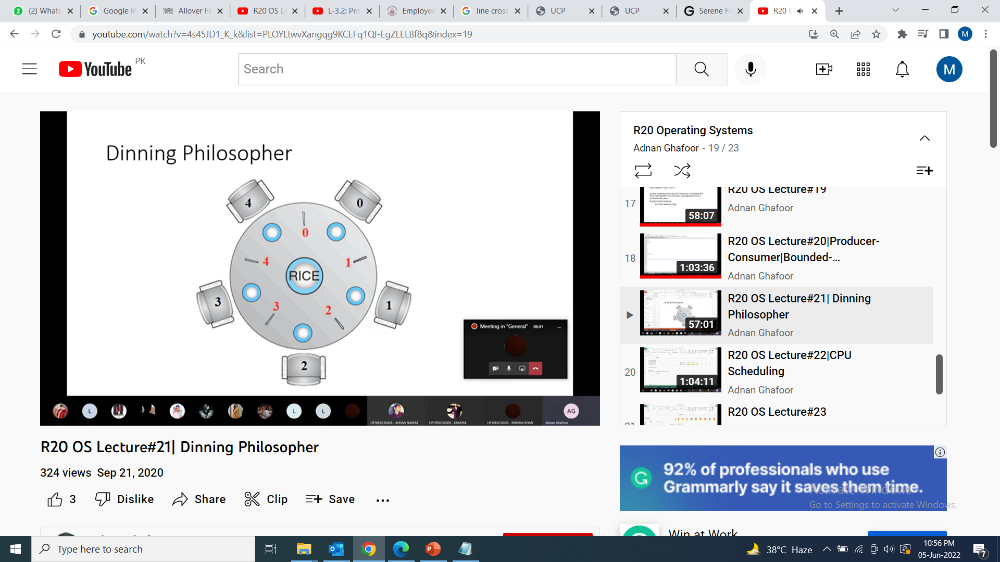 (2) Whats
Google In
Allover Fl
R20 OS Le
L-3.2: Pro
Employee
line cross
UCP
UCP
Serene Fi
R20
youtube.com/watch?v=4s45JD1_K_k&list=PLOYLtwvXangqg9KCEFq1QI-EgZLELBf8q&index=19
M
YouTube PK
Search
M
Dinning Philosopher
4
0
0
4
1
RICE
3
3
2
1
2
Meeting in "General" 06:41
L
L
L
AG
L1F16BSCS0428 - AHSAN NAWAZ
L1F17BSCS0069 - ZAKRIYA
L1F16BSCS0413 - RIMSHA KHAN
Adnan Ghafoor
R20 OS Lecture#21| Dinning Philosopher
324 views Sep 21, 2020
3
Dislike
Share
Clip
Save
R20 Operating Systems
Adnan Ghafoor - 19 / 23
17
58:07
R20 OS Lecture#19
Adnan Ghafoor
18
1:03:36
R20 OS Lecture#20|Producer-
Consumer|Bounded-...
Adnan Ghafoor
Dinning Philosopher
57:01
R20 OS Lecture#21| Dinning
Philosopher
Adnan Ghafoor
20
1:04:11
R20 OS Lecture#22|CPU
Scheduling
Adnan Ghafoor
21
R20 OS Lecture#23
92% of professionals who use
Grammarly say it saves them time.
Activate Windows
Go to Settings to activate Windows.
Win at Work
Type here to search
38°C Haze
10:56 PM
05-Jun-2022
7